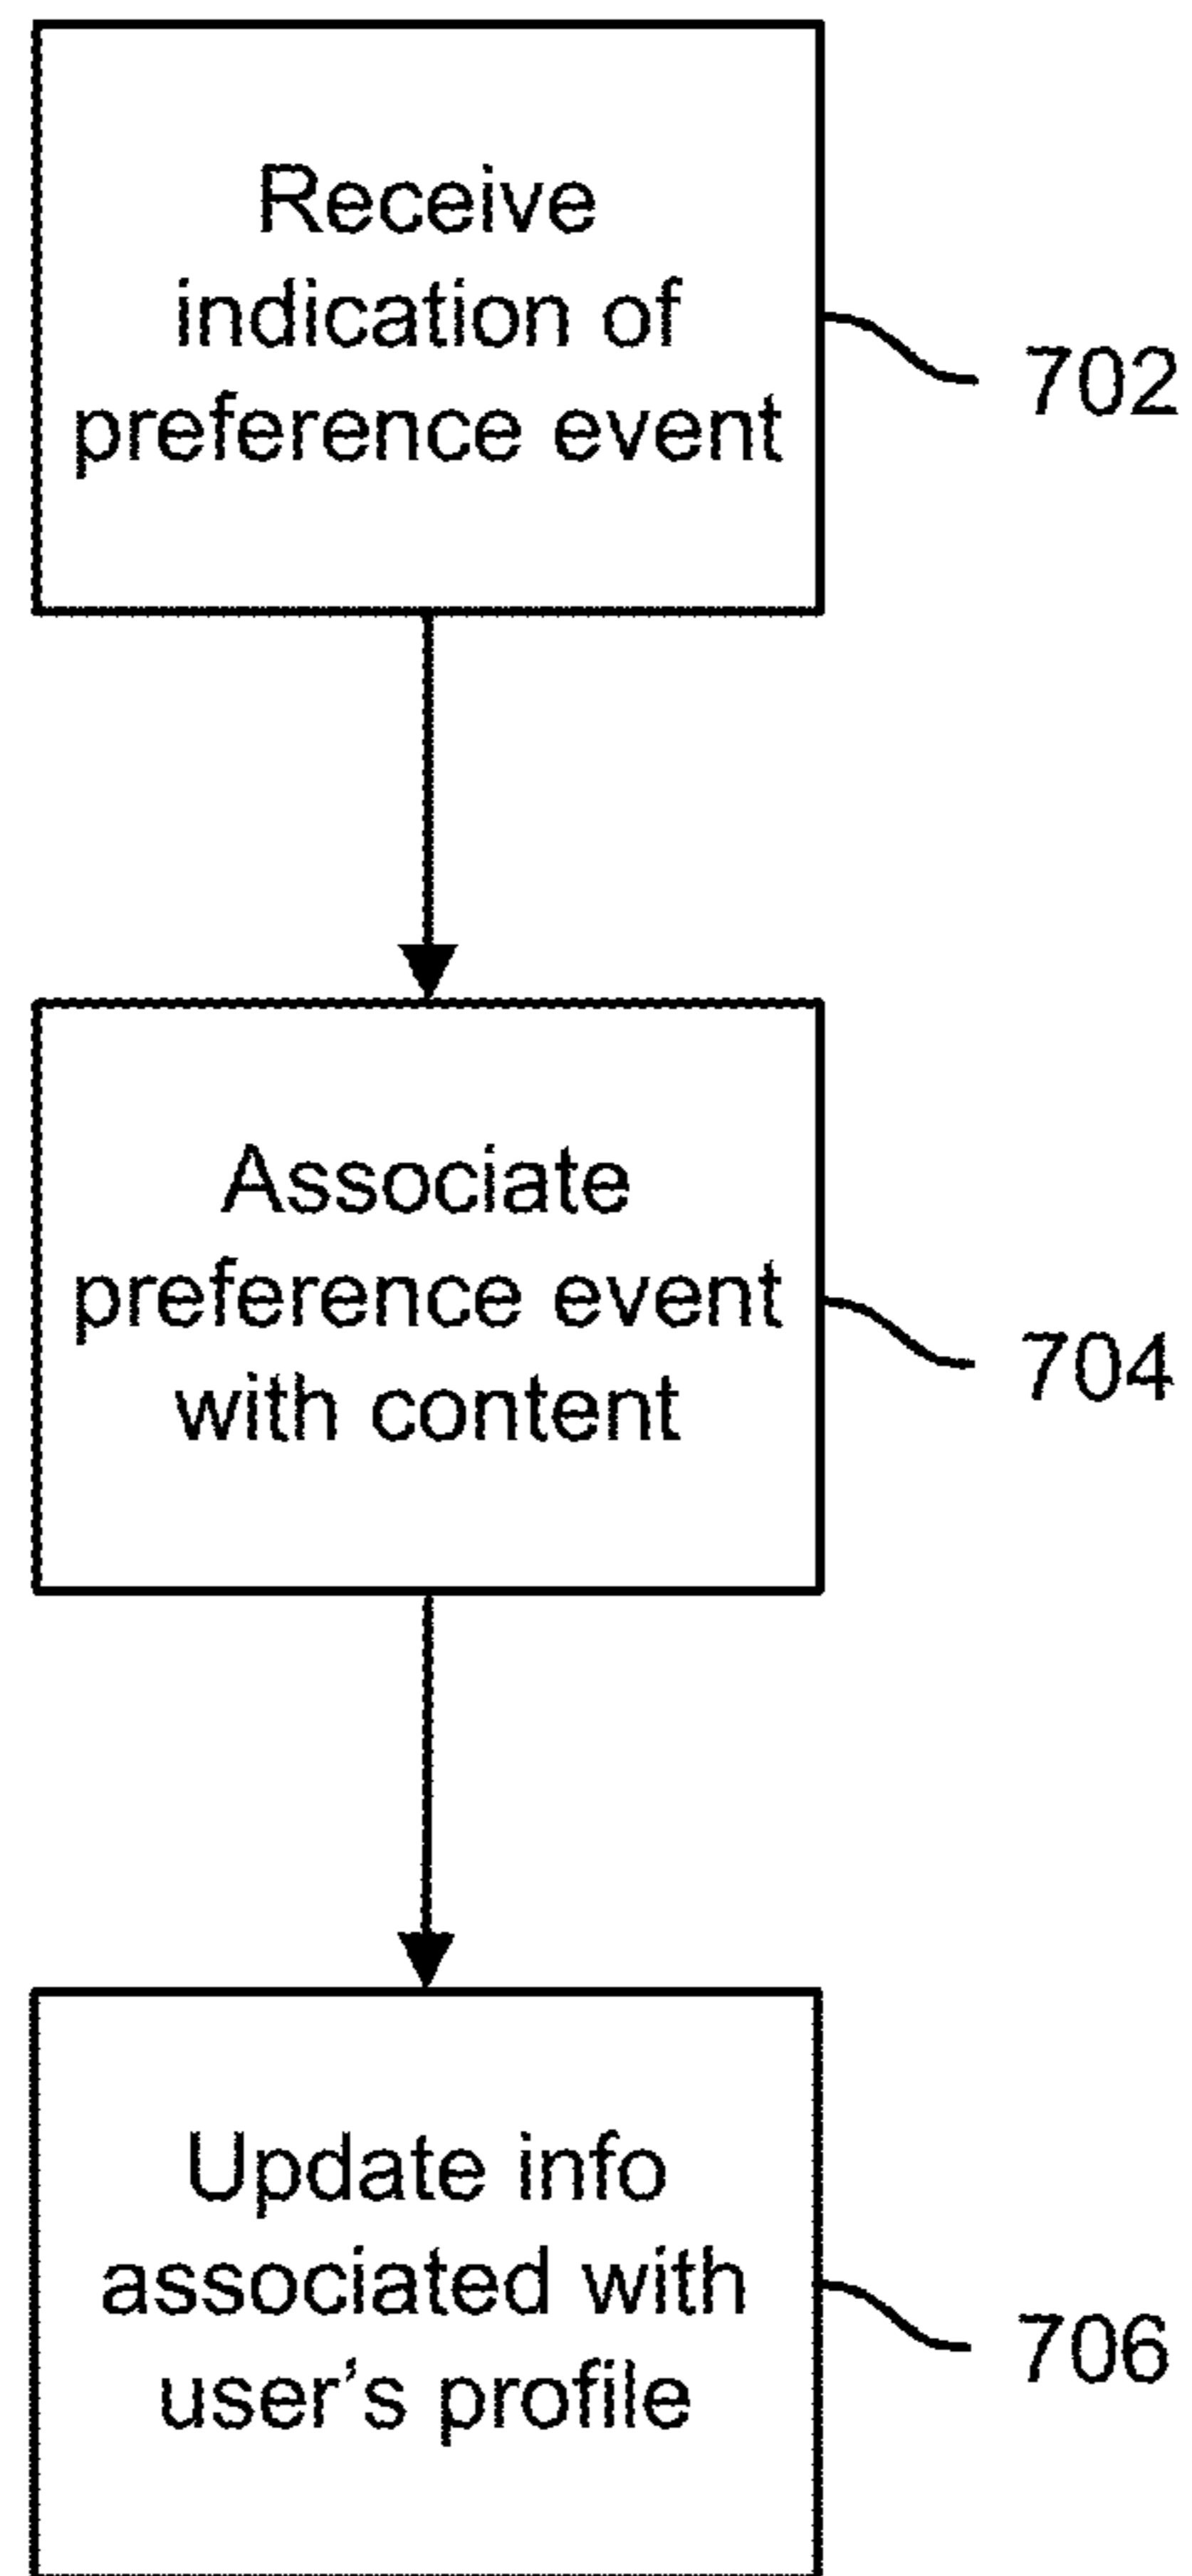 Receive
indication of
preference event
702
Associate
preference event
with content
704
Update info
associated with
user’s profile
706